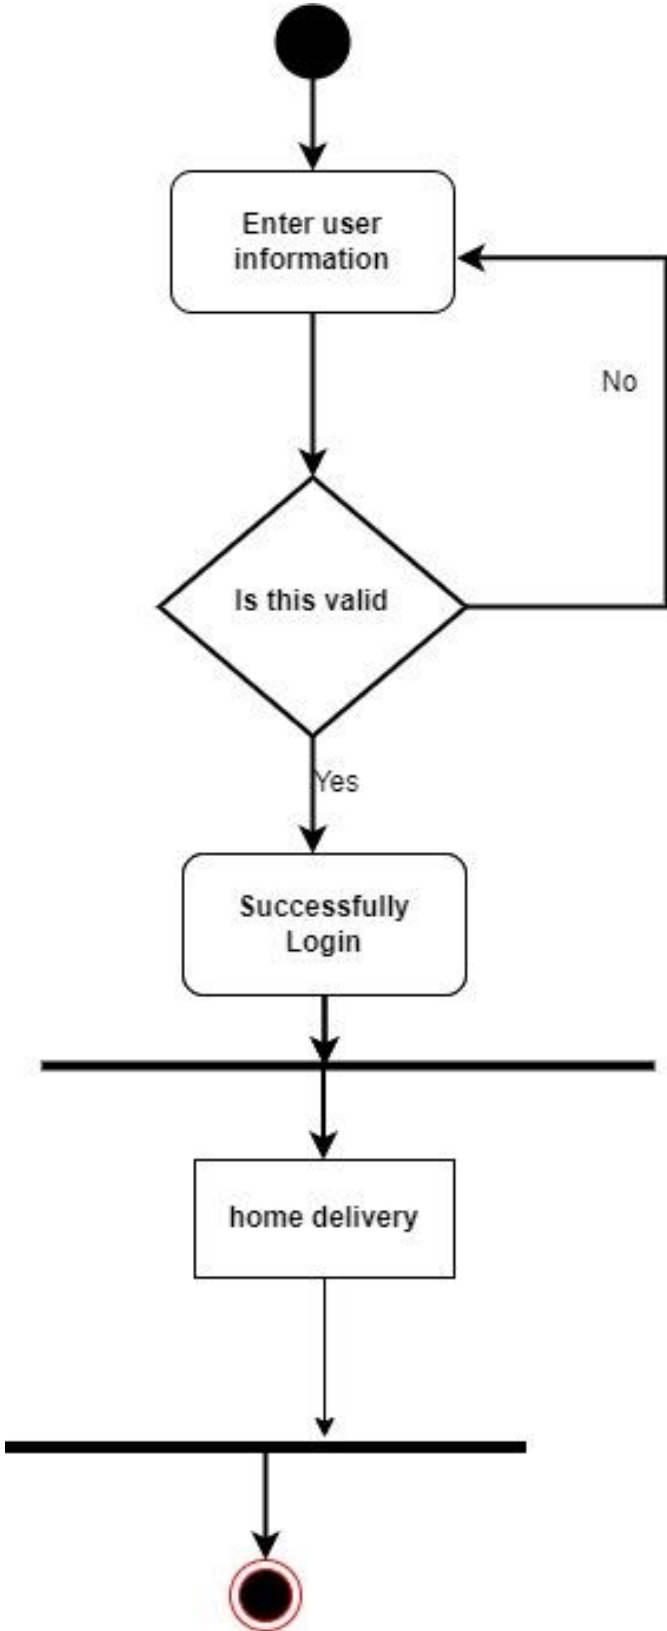 Enter user
information
No
Is this valid
Yes
Successfully
Login
home delivery